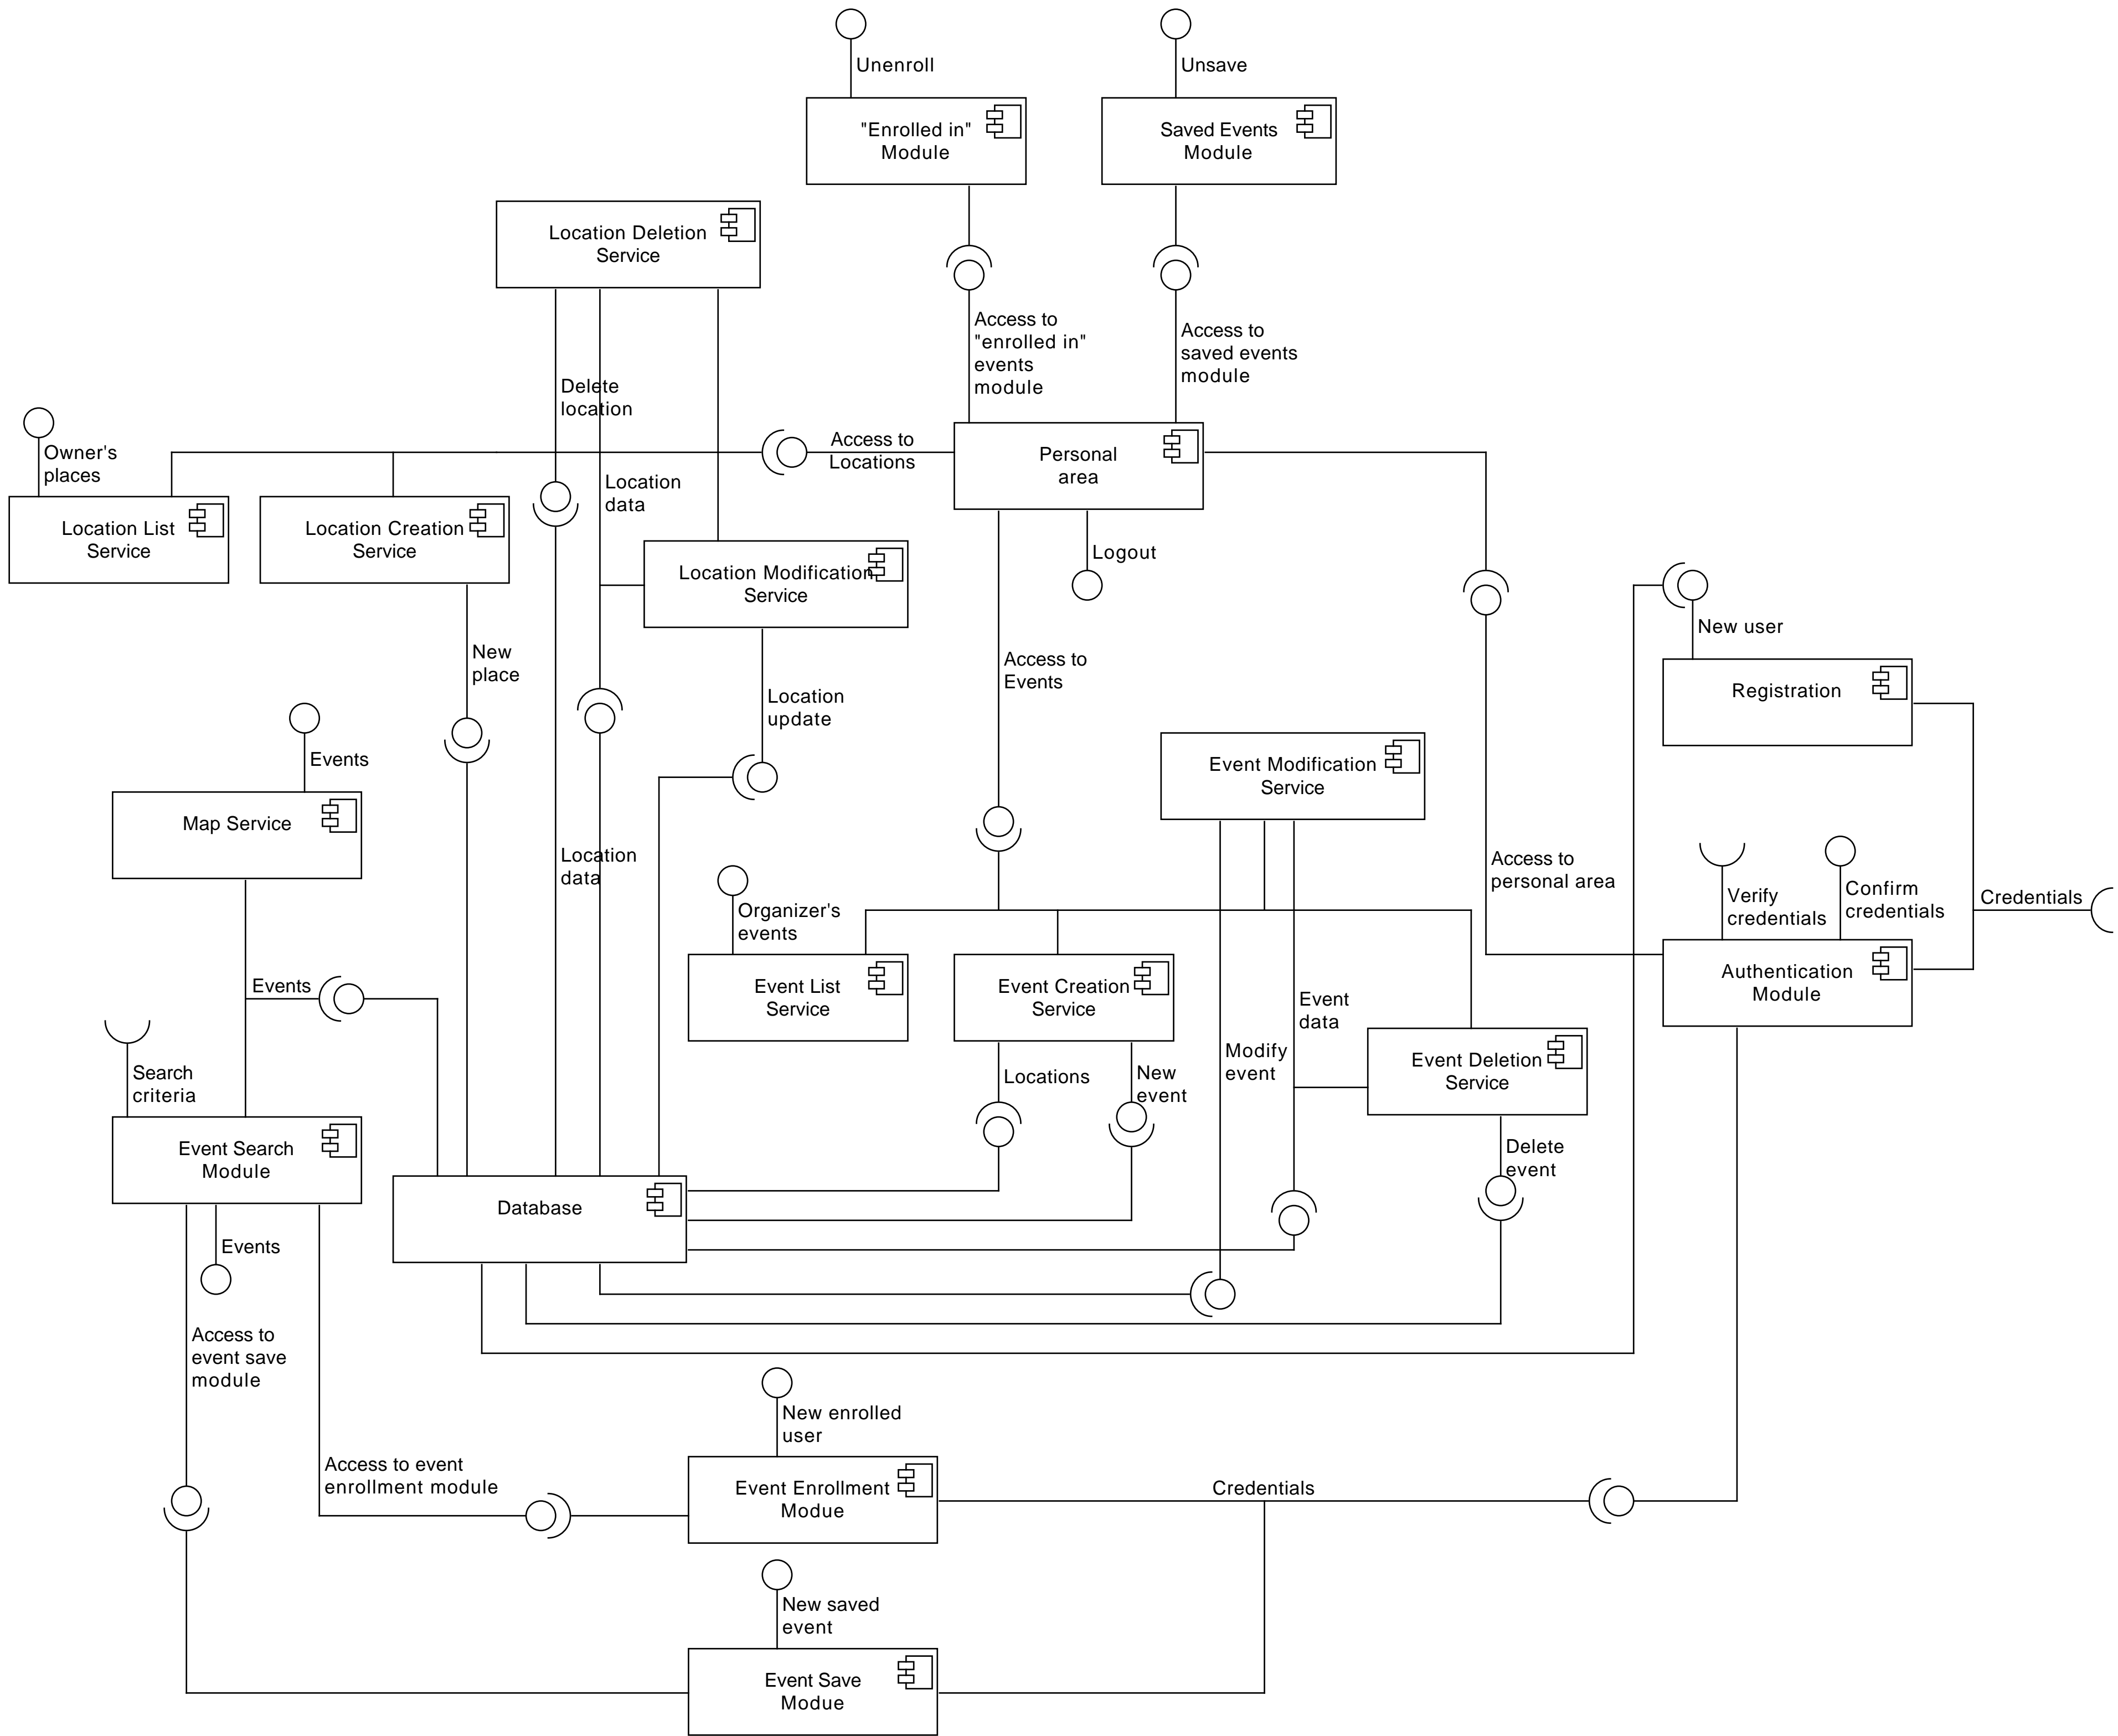 Unenroll
Unsave
"Enrolled in"
Module
Saved Events
Module
Location Deletion
Service
Access to
"enrolled in"
events
module
Access to
saved events
module
Delete
location
Owner's
places
Access to
Locations
Personal
area
Location
data
Location List
Service
Location Creation
Service
Logout
Location Modification
Service
New
place
Access to
Events
New user
Location
update
Registration
Events
Event Modification
Service
Map Service
Location
data
Access to
personal area
Verify
credentials
Confirm
credentials
Credentials
Organizer's
events
Events
Event List
Service
Event Creation
Service
Event
data
Authentication
Module
Search
criteria
Locations
New
event
Modify
event
Event Deletion
Service
Event Search
Module
Delete
event
Database
Events
Access to
event save
module
New enrolled
user
Access to event
enrollment module
Event Enrollment
Modue
Credentials
New saved
event
Event Save
Modue